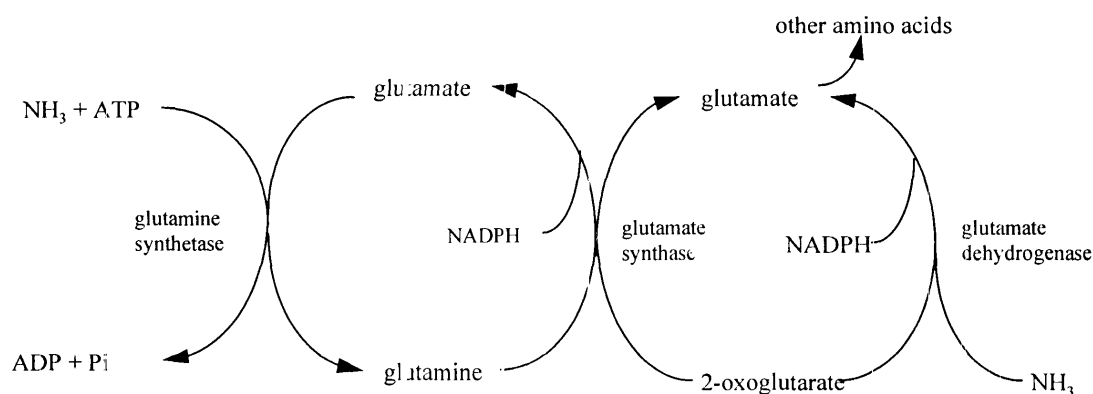 other amino acids
NH₃ + ATP
glutamate
glutamate
glutamine
synthetase
NADPH
glutamate
synthase
NADPH
glutamate
dehydrogenase
ADP + Pi
glutamine
2-oxoglutarate
NH₃